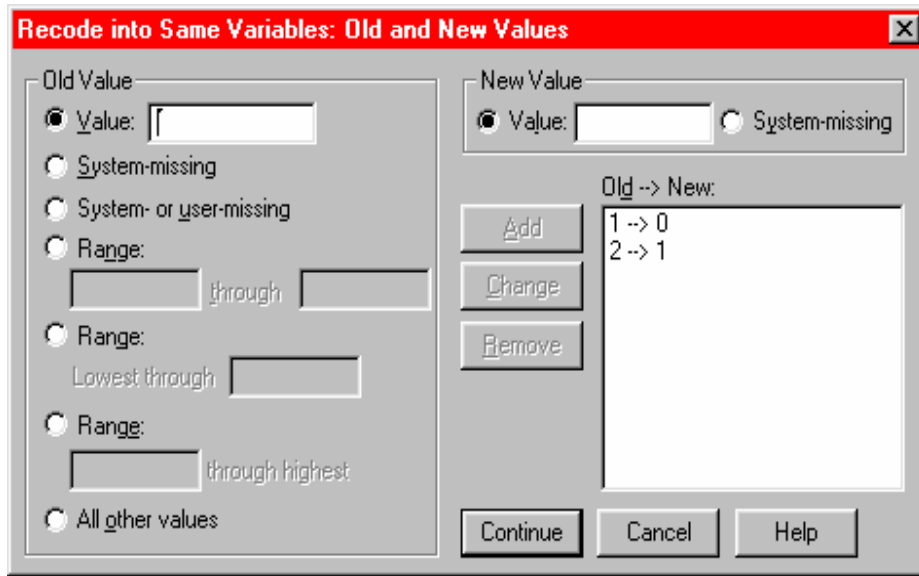 Recode into Same Variables: Old and New Values
Old Value
Value:
System-missing
System- or user-missing
Range:
through
Range:
Lowest through
Range:
through highest
All other values
New Value
Value:
System-missing
Old --> New:
1 --> 0
2 --> 1
Add
Change
Remove
Continue
Cancel
Help